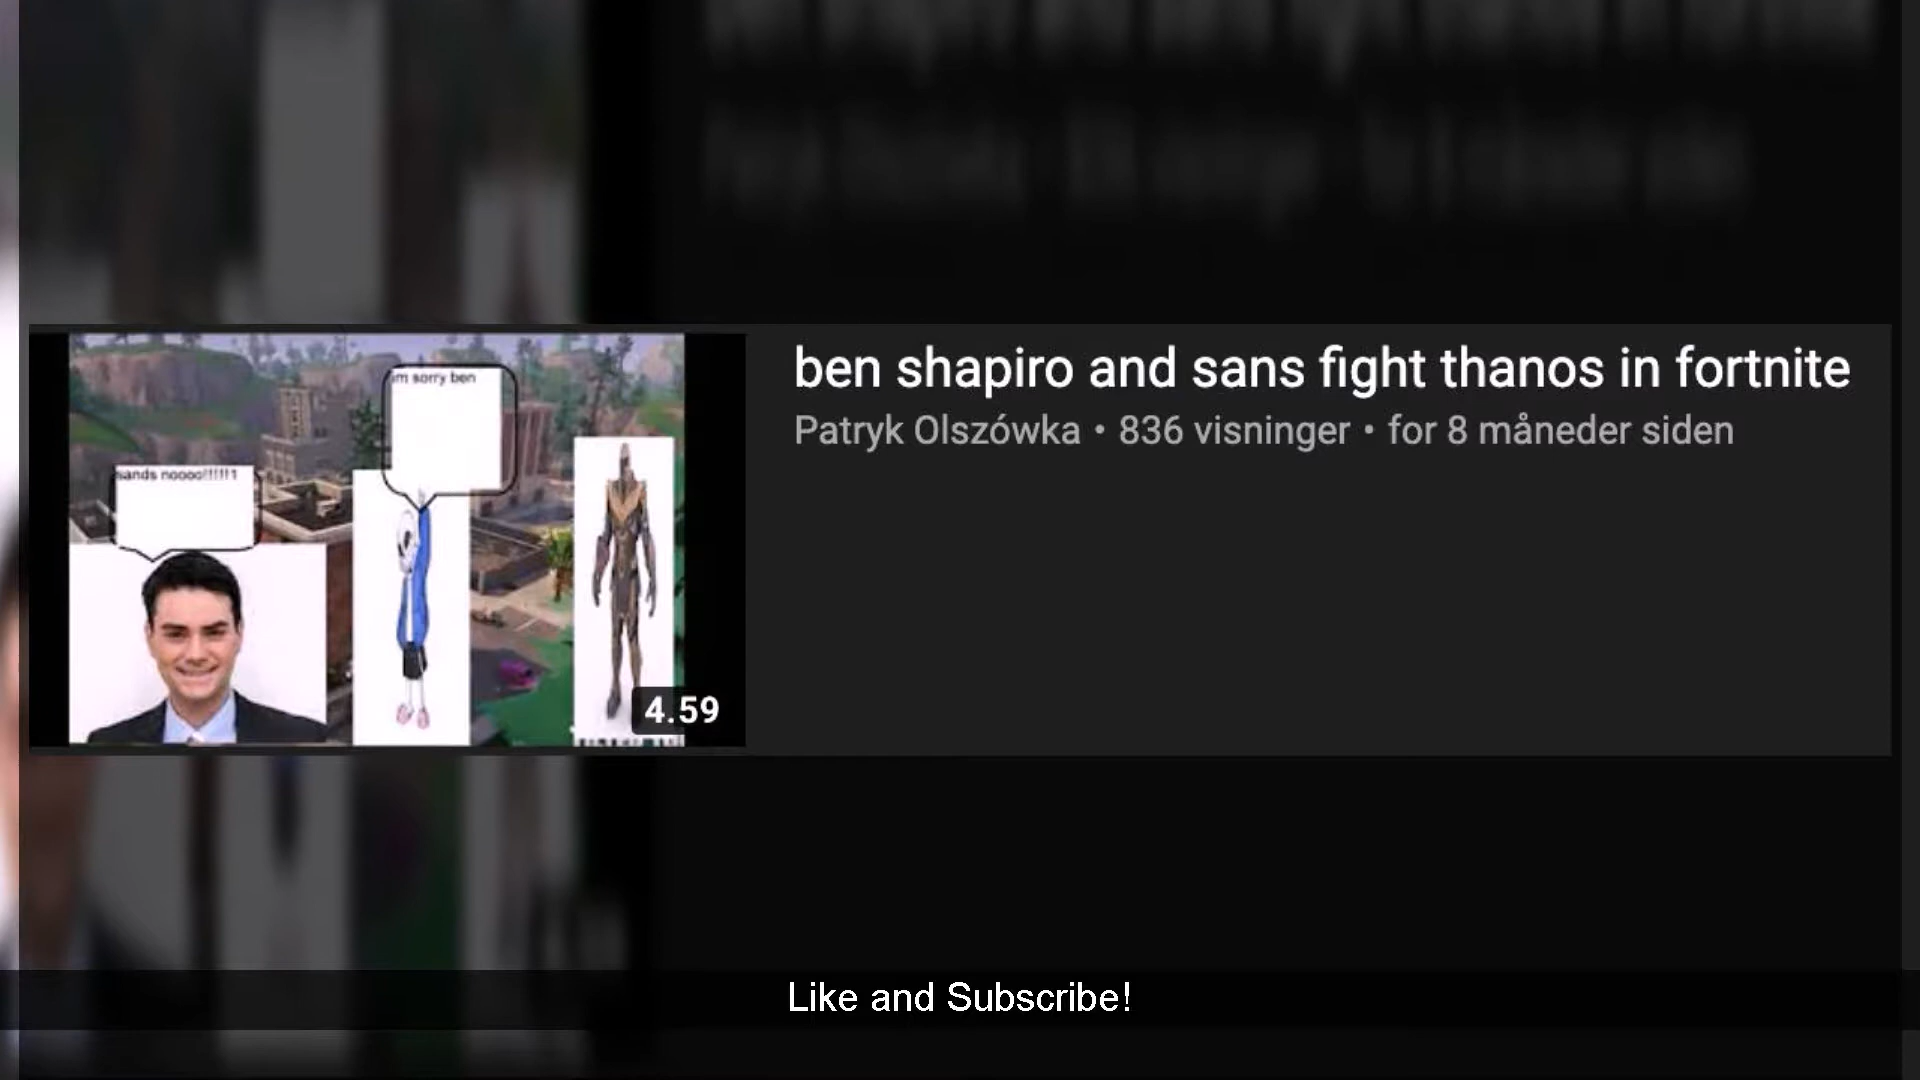 im sorry ben
sands noooo!!!!!!1
4.59
ben shapiro and sans fight thanos in fortnite
Patryk Olszówka • 836 visninger • for 8 måneder siden
Like and Subscribe!